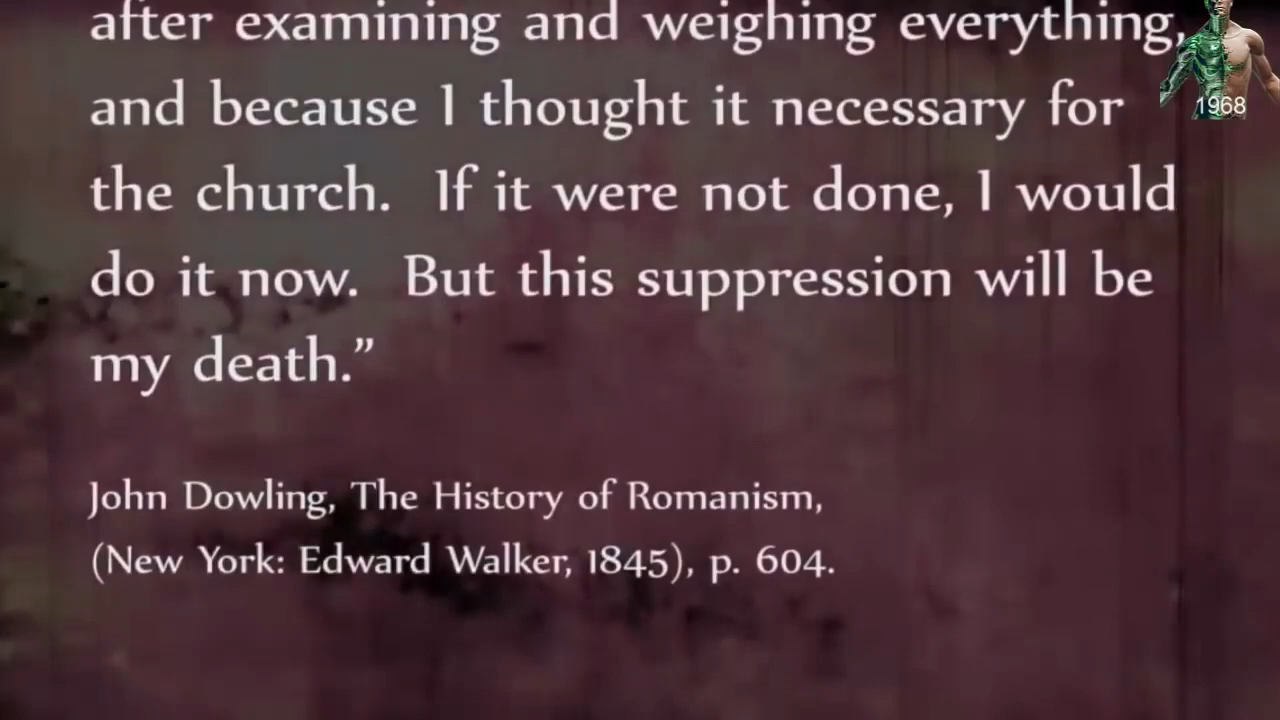 after examining and weighing everything,
and because I thought it necessary for
the church.  If it were not done, I would
do it now.  But this suppression will be
my death.”
John Dowling, The History of Romanism,
(New York: Edward Walker, 1845), p. 604.
1968